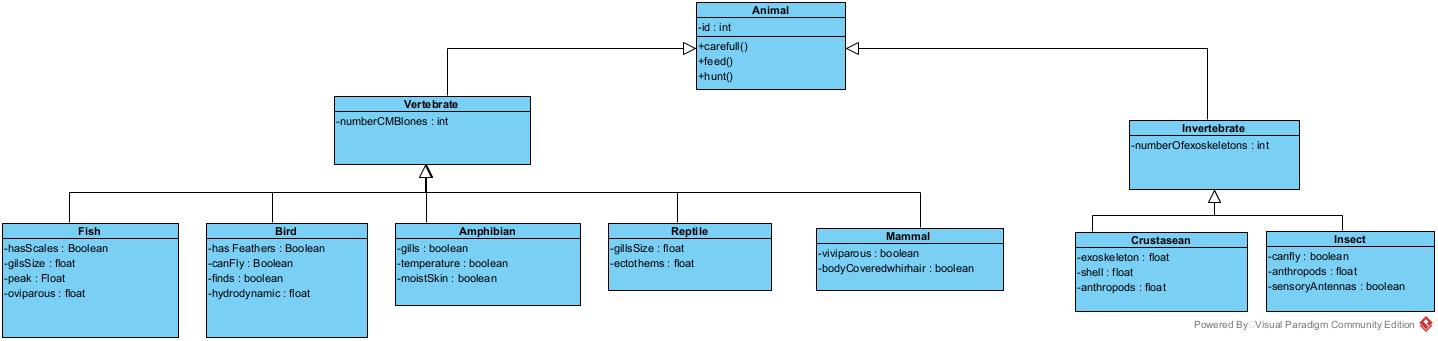 Animal
-id : int
+carefull()
+feed()
+hunt()
Vertebrate
-numberCMBlones : int
Invertebrate
-numberOfexoskeletons : int
Fish
-hasScales : Boolean
-gilsSize : float
-peak : Float
-oviparous : float
Bird
-has Feathers : Boolean
-canFly : Boolean
-finds : boolean
-hydrodynamic : float
Amphibian
-gills : boolean
-temperature : boolean
-moistSkin : boolean
Reptile
-gillsSize : float
-ectothems : float
Mammal
-viviparous : boolean
-bodyCoveredwhirhair : boolean
Crustasean
-exoskeleton : float
-shell : float
-anthropods : float
Insect
-canfly : boolean
-anthropods : float
-sensoryAntennas : boolean
Powered By Visual Paradigm Community Edition